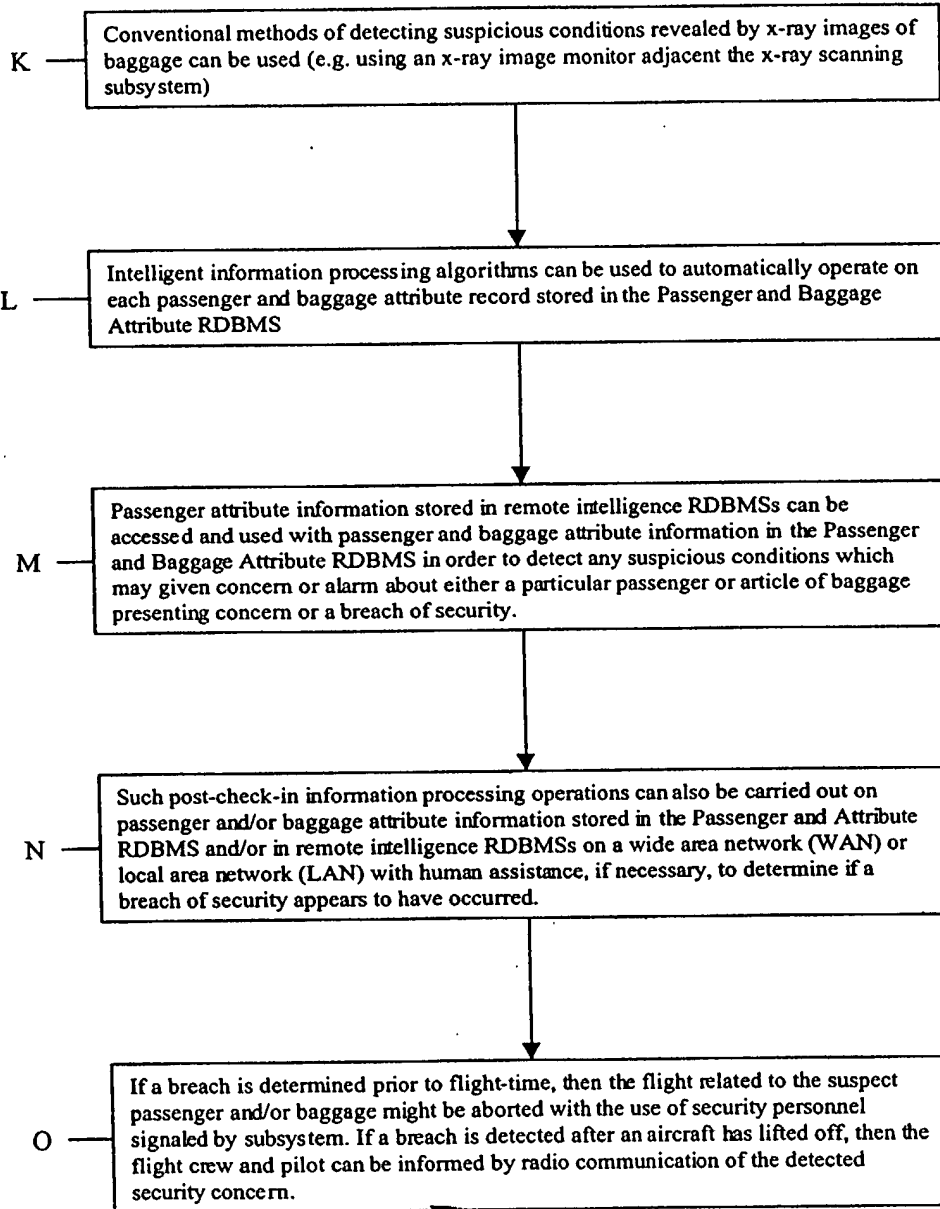 K
Conventional methods of detecting suspicious conditions revealed by x-ray images of
baggage can be used (e.g. using an x-ray image monitor adjacent the x-ray scanning
subsystem)
L
Intelligent information processing algorithms can be used to automatically operate on
each passenger and baggage attribute record stored in the Passenger and Baggage
Attribute RDBMS
M
Passenger attribute information stored in remote intelligence RDBMSs can be
accessed and used with passenger and baggage attribute information in the Passenger
and Baggage Attribute RDBMS in order to detect any suspicious conditions which
may given concern or alarm about either a particular passenger or article of baggage
presenting concern or a breach of security.
N
Such post-check-in information processing operations can also be carried out on
passenger and/or baggage attribute information stored in the Passenger and Attribute
RDBMS and/or in remote intelligence RDBMSs on a wide area network (WAN) or
local area network (LAN) with human assistance, if necessary, to determine if a
breach of security appears to have occurred.
O
If a breach is determined prior to flight-time, then the flight related to the suspect
passenger and/or baggage might be aborted with the use of security personnel
signaled by subsystem. If a breach is detected after an aircraft has lifted off, then the
flight crew and pilot can be informed by radio communication of the detected
security concern.